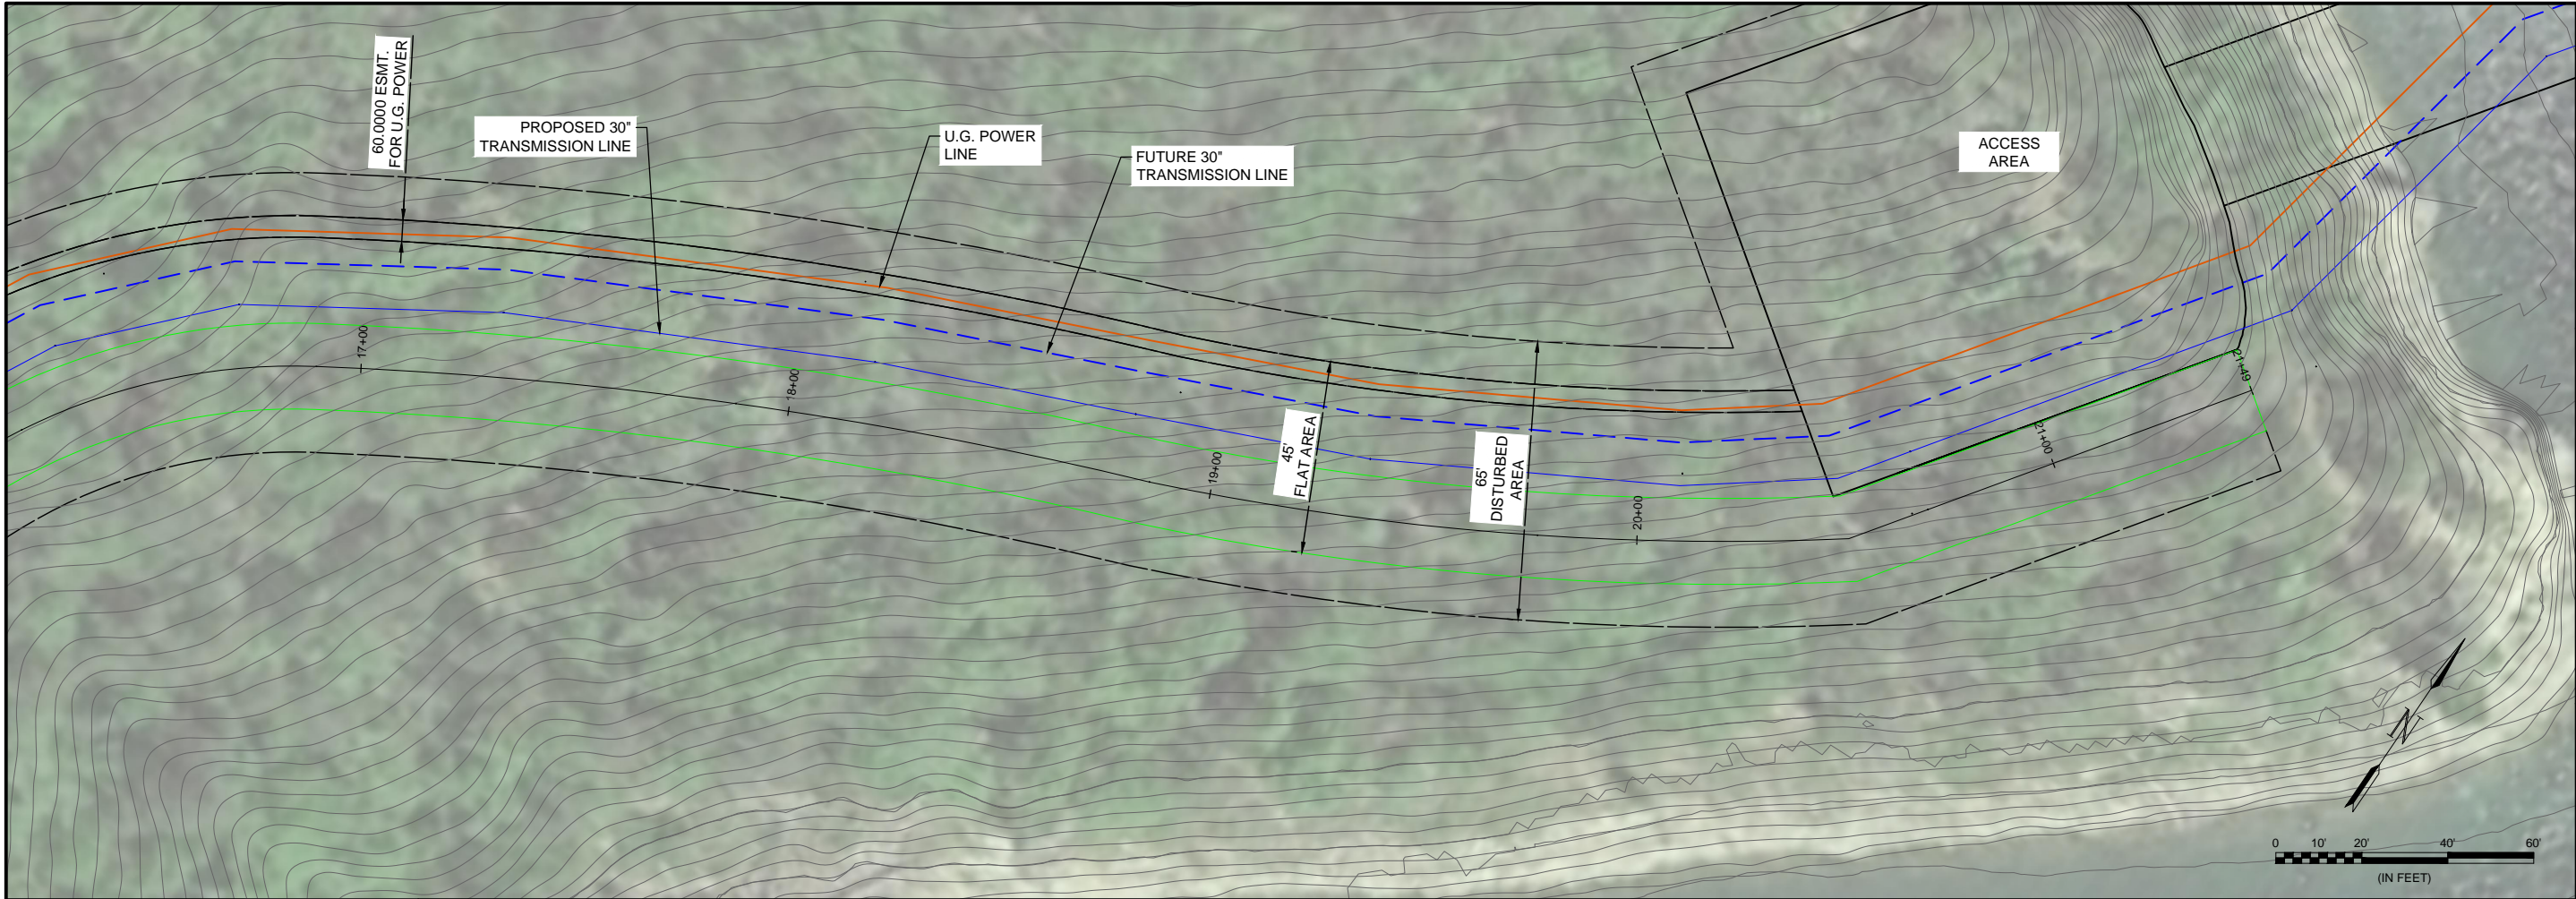 60.0000 ESMT.
FOR U.G. POWER
PROPOSED 30"
TRANSMISSION LINE
U.G. POWER
LINE
FUTURE 30"
TRANSMISSION LINE
ACCESS
AREA
17+00
18+00
19+00
45'
FLAT AREA
65'
DISTURBED
AREA
20+00
21+00
21+49
N
0 10' 20' 40' 60'
(IN FEET)